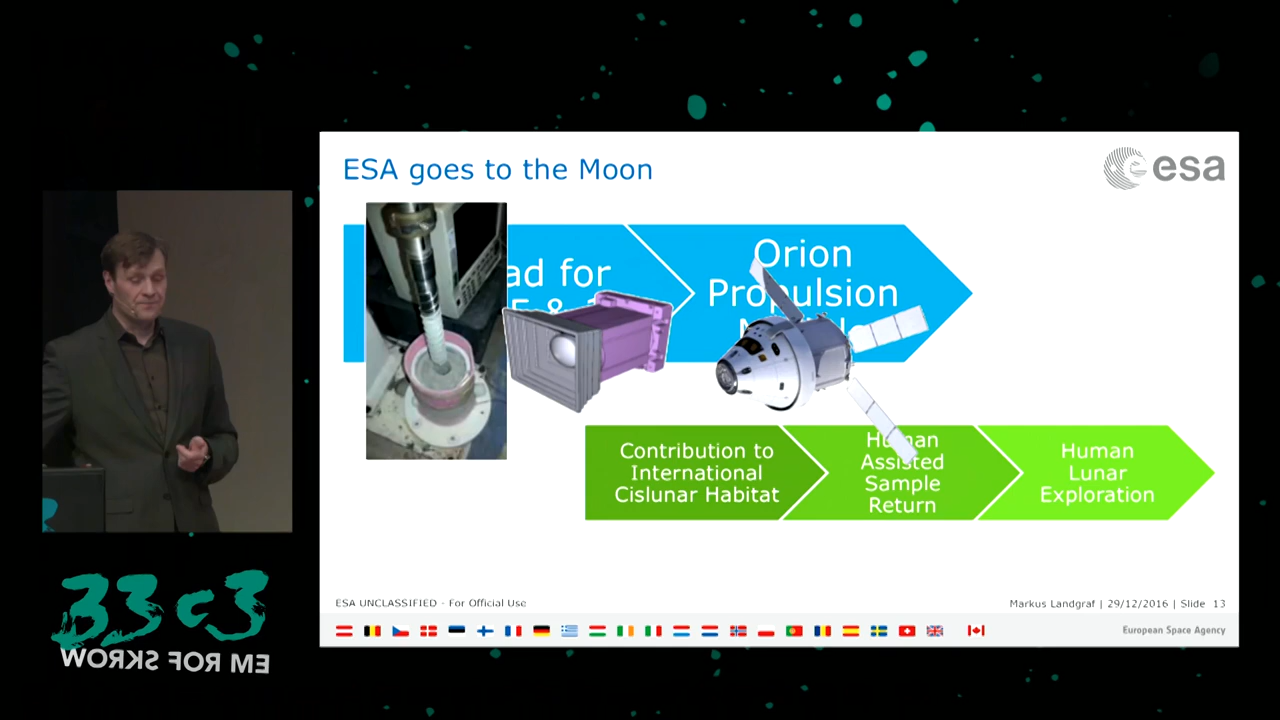 ESA goes to the Moon
esa
ad for
Orion
Propulsion
Contribution to
International
Cislunar Habitat
Human
Assisted
Sample
Return
Human
Lunar
Exploration
ESA UNCLASSIFIED - For Official Use
Markus Landgraf | 29/12/2016 | Slide 13
European Space Agency
33c3
WORKS FOR ME